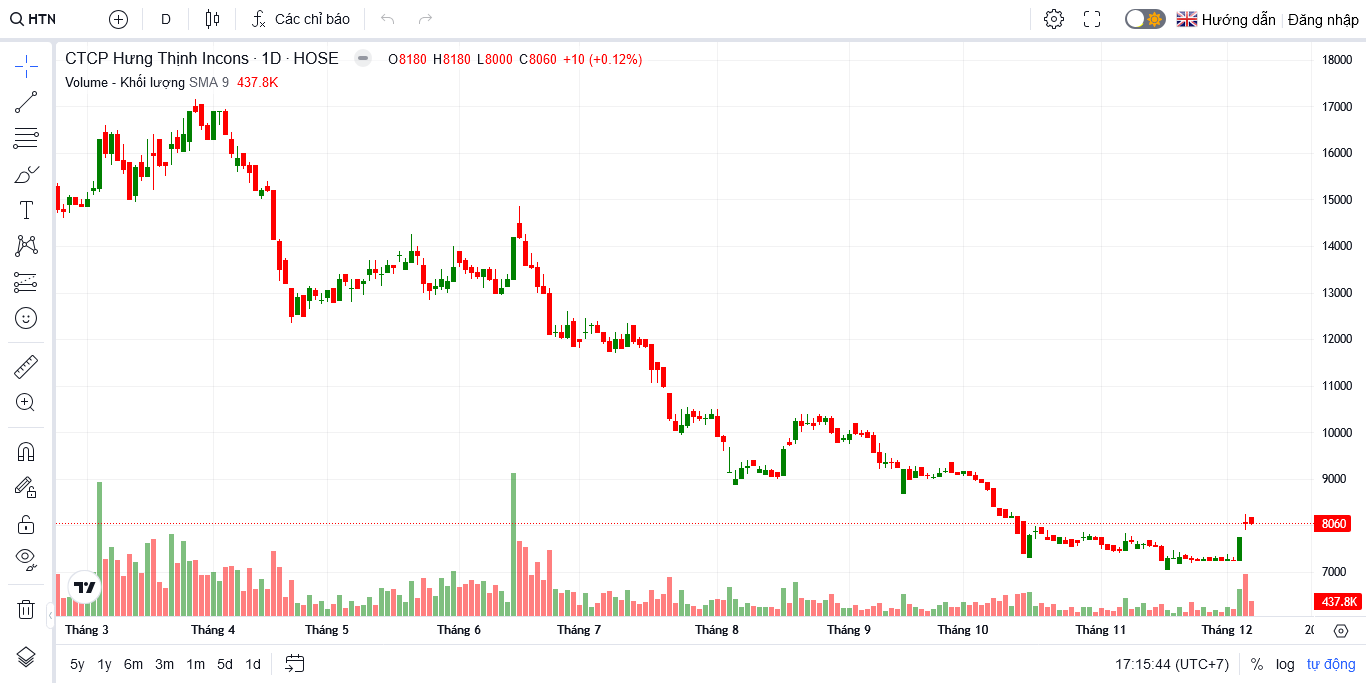 HTN
D
Các chỉ báo
Hướng dẫn
Đăng nhập
CTCP Hưng Thịnh Incons · 1D · HOSE
O8180 H8180 L8000 C8060 +10 (+0.12%)
Volume - Khối lượng SMA 9 437.8K
18000
17000
16000
15000
14000
13000
12000
11000
10000
9000
8060
7000
437.8K
Tháng 3 Tháng 4 Tháng 5 Tháng 6 Tháng 7 Tháng 8 Tháng 9 Tháng 10 Tháng 11 Tháng 12
5y 1y 6m 3m 1m 5d 1d
17:15:44 (UTC+7)
% log tự động